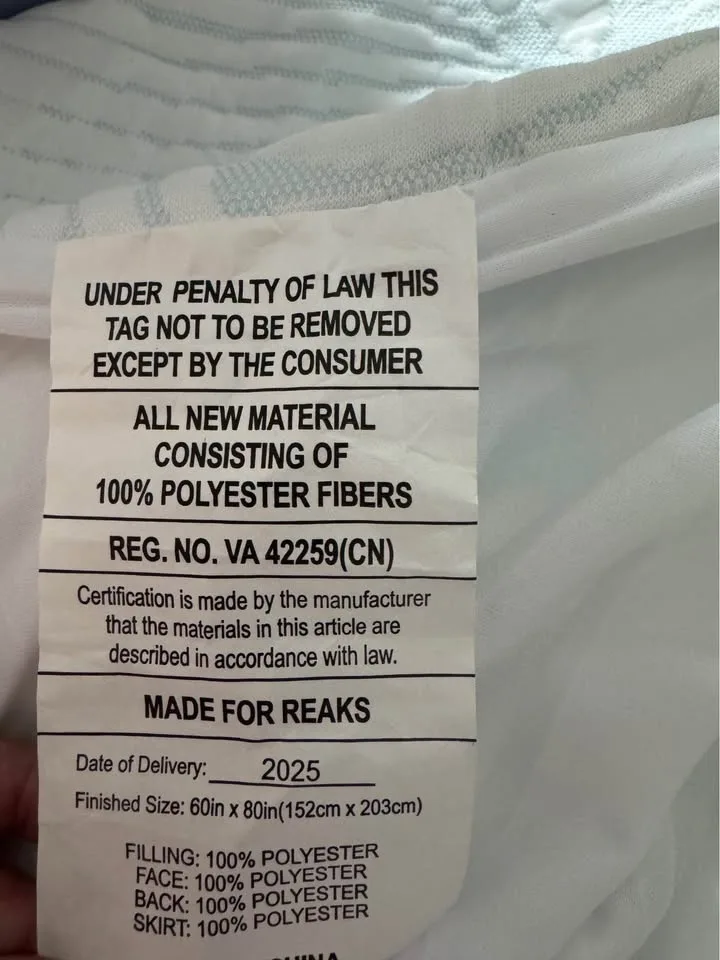 UNDER PENALTY OF LAW THIS
TAG NOT TO BE REMOVED
EXCEPT BY THE CONSUMER
ALL NEW MATERIAL
CONSISTING OF
100% POLYESTER FIBERS
REG. NO. VA 42259(CN)
Certification is made by the manufacturer
that the materials in this article are
described in accordance with law.
MADE FOR REAKS
Date of Delivery: 2025
Finished Size: 60in x 80in(152cm x 203cm)
FILLING: 100% POLYESTER
FACE: 100% POLYESTER
BACK: 100% POLYESTER
SKIRT: 100% POLYESTER